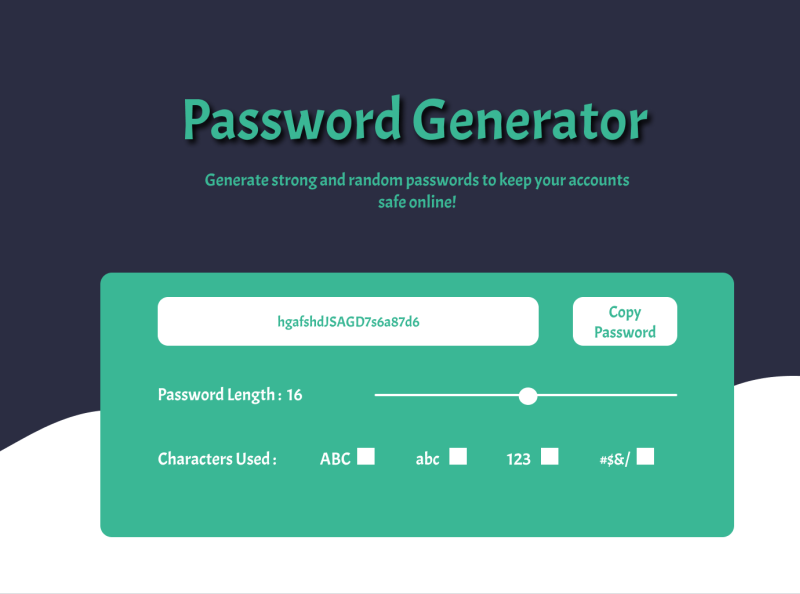 Password Generator
Generate strong and random passwords to keep your accounts
safe online!
hgafshdJSAGD7s6a87d6
Copy
Password
Password Length : 16
Characters Used : ABC abc 123 #$&/